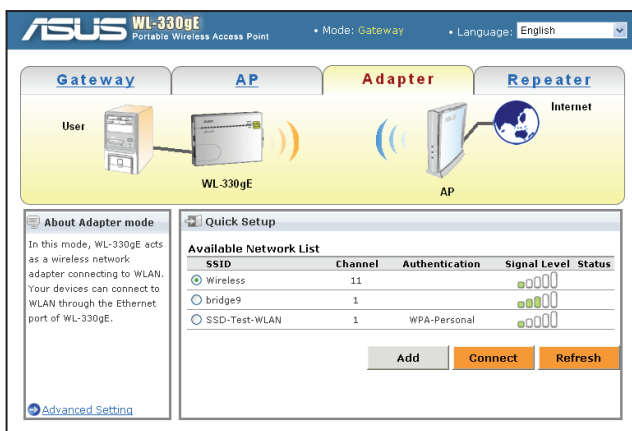 ASUS WL-330gE
Portable Wireless Access Point
• Mode: Gateway
• Language: English
Gateway
AP
Adapter
Repeater
User
WL-330gE
AP
Internet
About Adapter mode
In this mode, WL-330gE acts
as a wireless network
adapter connecting to WLAN.
Your devices can connect to
WLAN through the Ethernet
port of WL-330gE.
Advanced Setting
Quick Setup
Available Network List
SSID Channel Authentication Signal Level Status
Wireless 11
bridge9 1
SSD-Test-WLAN 1 WPA-Personal
Add Connect Refresh